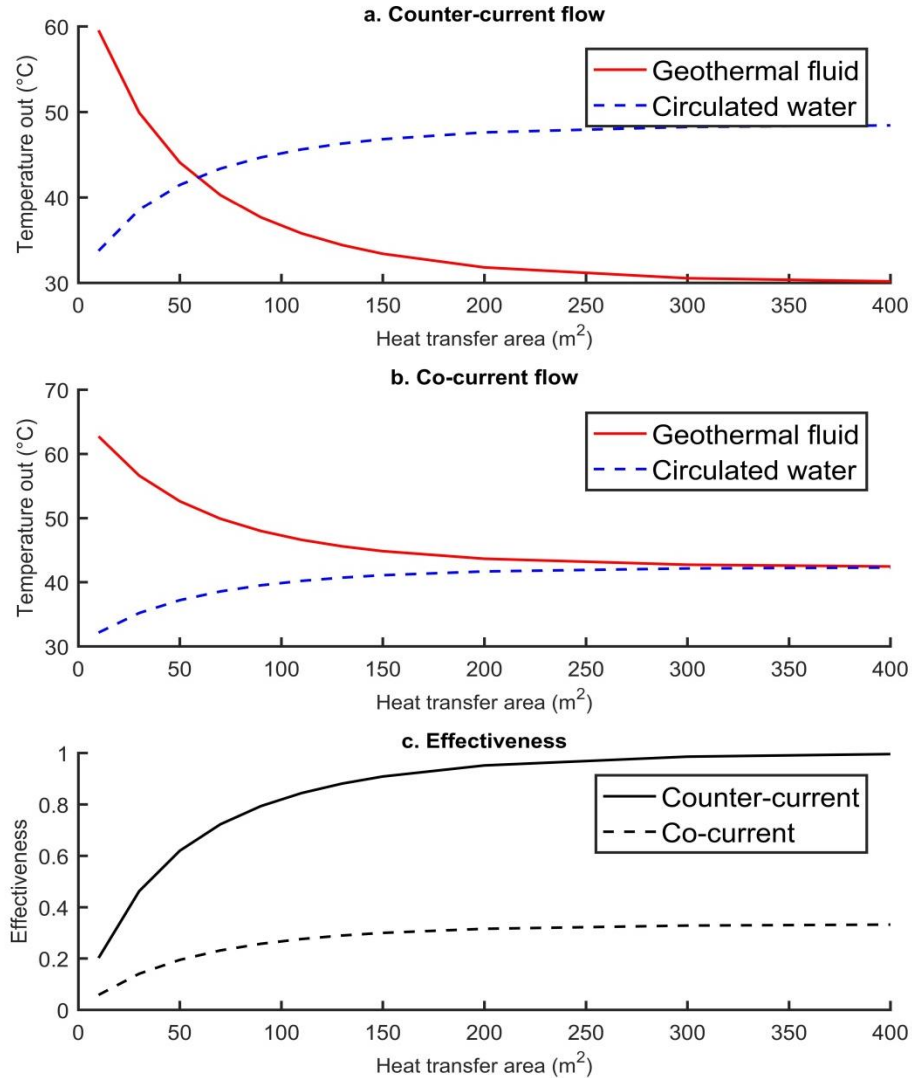 a. Counter-current flow
60
50
40
30
Temperature out (°C)
Geothermal fluid
Circulated water
0 50 100 150 200 250 300 350 400
Heat transfer area (m²)
b. Co-current flow
70
60
50
40
30
Temperature out (°C)
Geothermal fluid
Circulated water
0 50 100 150 200 250 300 350 400
Heat transfer area (m²)
c. Effectiveness
1
0.8
0.6
0.4
0.2
0
Effectiveness
Counter-current
Co-current
0 50 100 150 200 250 300 350 400
Heat transfer area (m²)